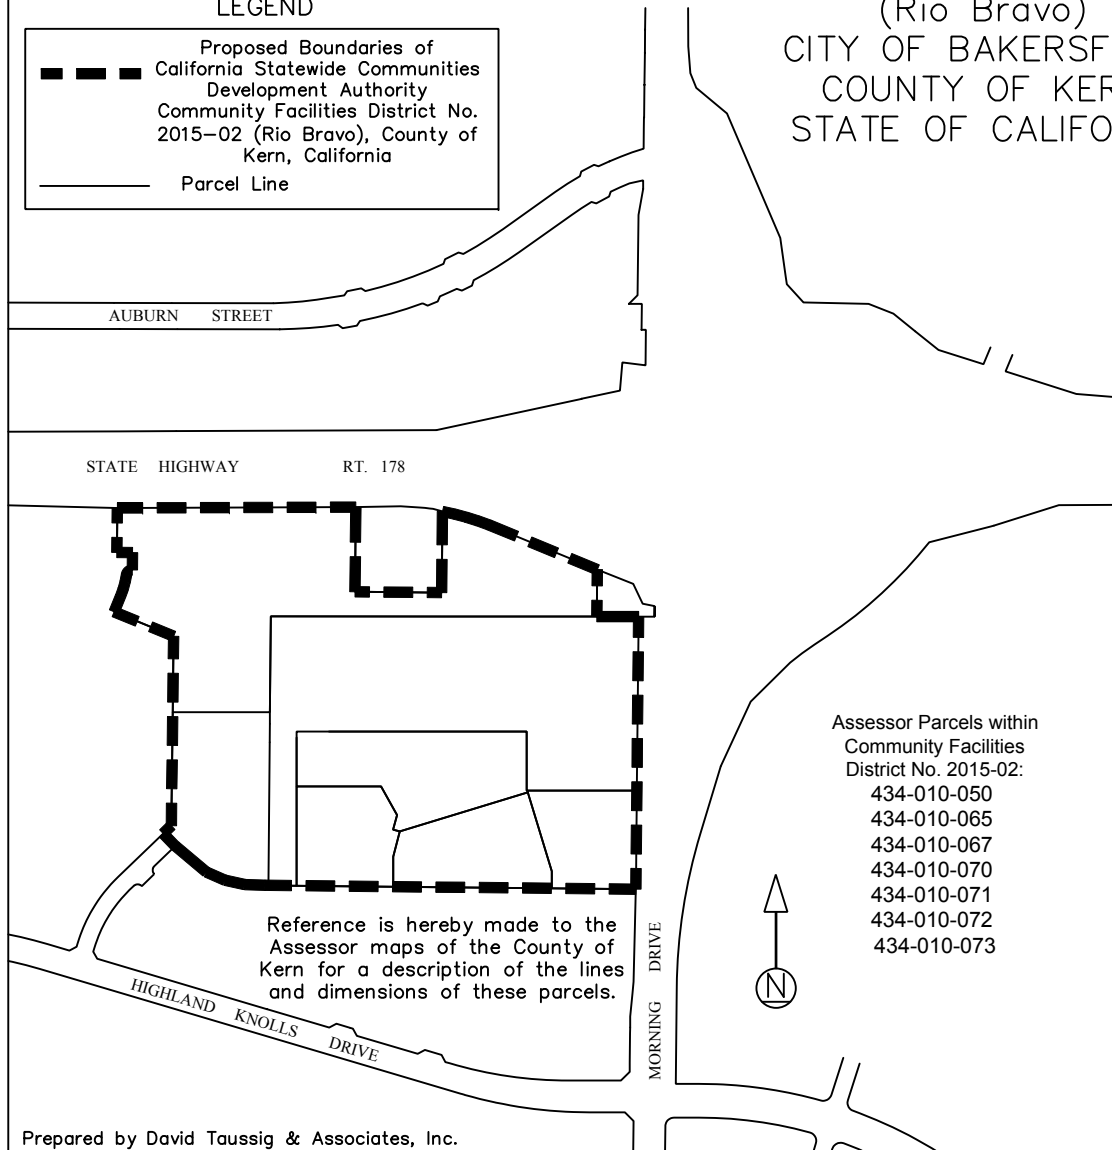 LEGEND
Proposed Boundaries of
California Statewide Communities
Development Authority
Community Facilities District No.
2015-02 (Rio Bravo), County of
Kern, California
Parcel Line
(Rio Bravo)
CITY OF BAKERSF
COUNTY OF KER
STATE OF CALIFO
AUBURN STREET
STATE HIGHWAY RT. 178
Assessor Parcels within
Community Facilities
District No. 2015-02:
434-010-050
434-010-065
434-010-067
434-010-070
434-010-071
434-010-072
434-010-073
N
Reference is hereby made to the
Assessor maps of the County of
Kern for a description of the lines
and dimensions of these parcels.
MORNING DRIVE
HIGHLAND KNOLLS DRIVE
Prepared by David Taussig & Associates, Inc.